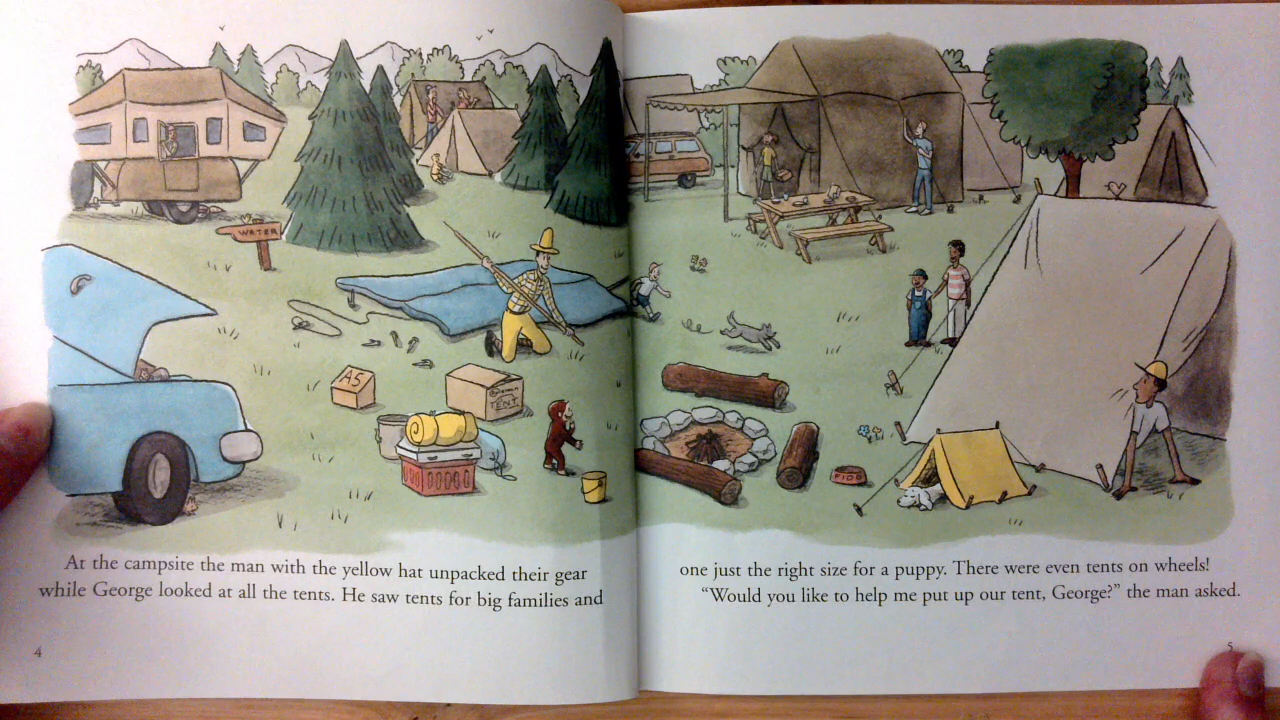 WATER
A5
TENT
FIDO
At the campsite the man with the yellow hat unpacked their gear
while George looked at all the tents. He saw tents for big families and
4
one just the right size for a puppy. There were even tents on wheels!
“Would you like to help me put up our tent, George?” the man asked.
5